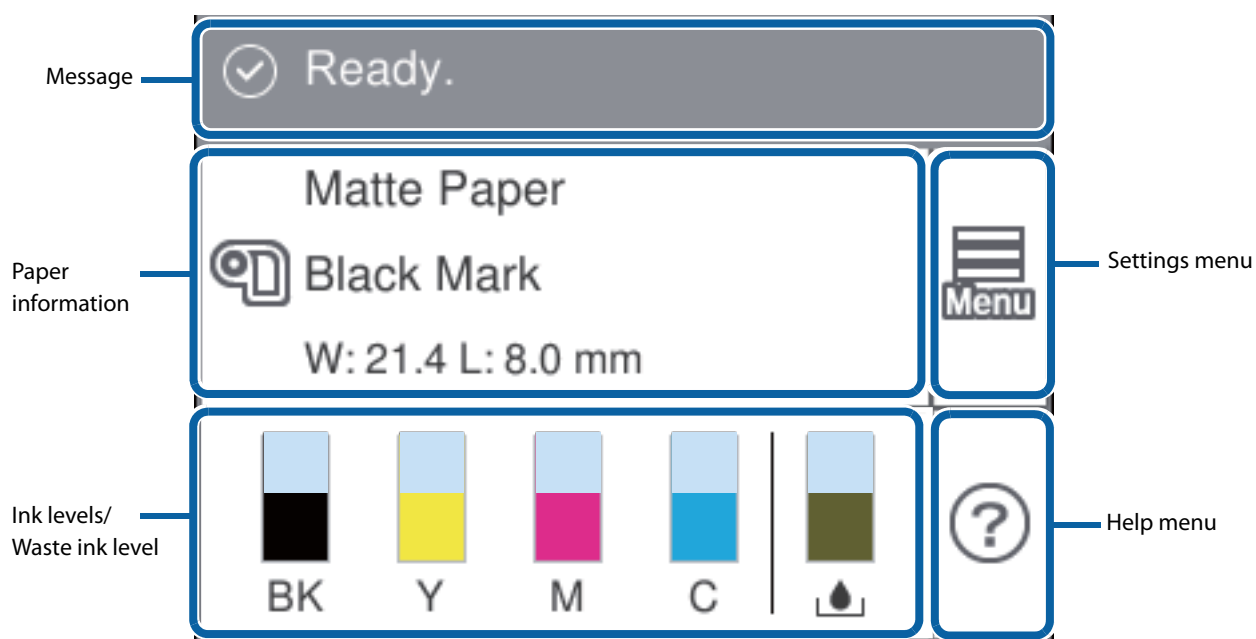 Message
Ready.
Matte Paper
Paper
information
Black Mark
W: 21.4 L: 8.0 mm
Menu
Settings menu
Ink levels/
Waste ink level
BK Y M C
?
Help menu